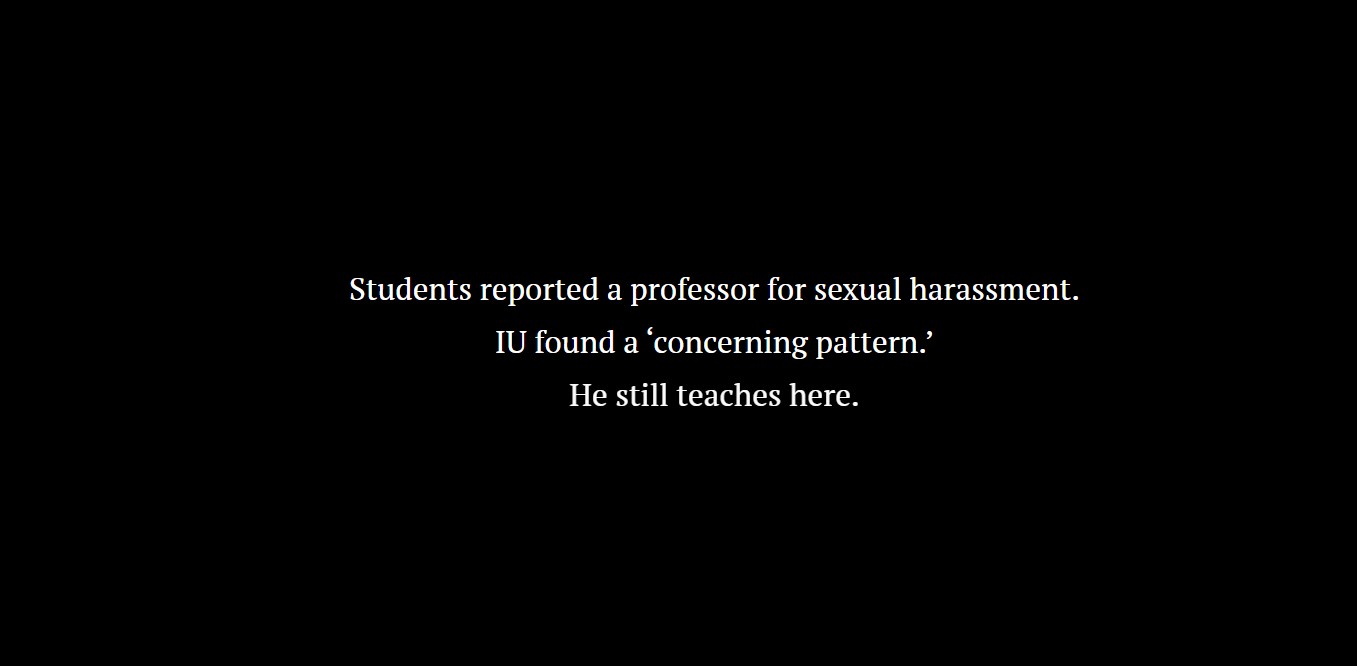 Students reported a professor for sexual harassment.
IU found a ‘concerning pattern.’
He still teaches here.